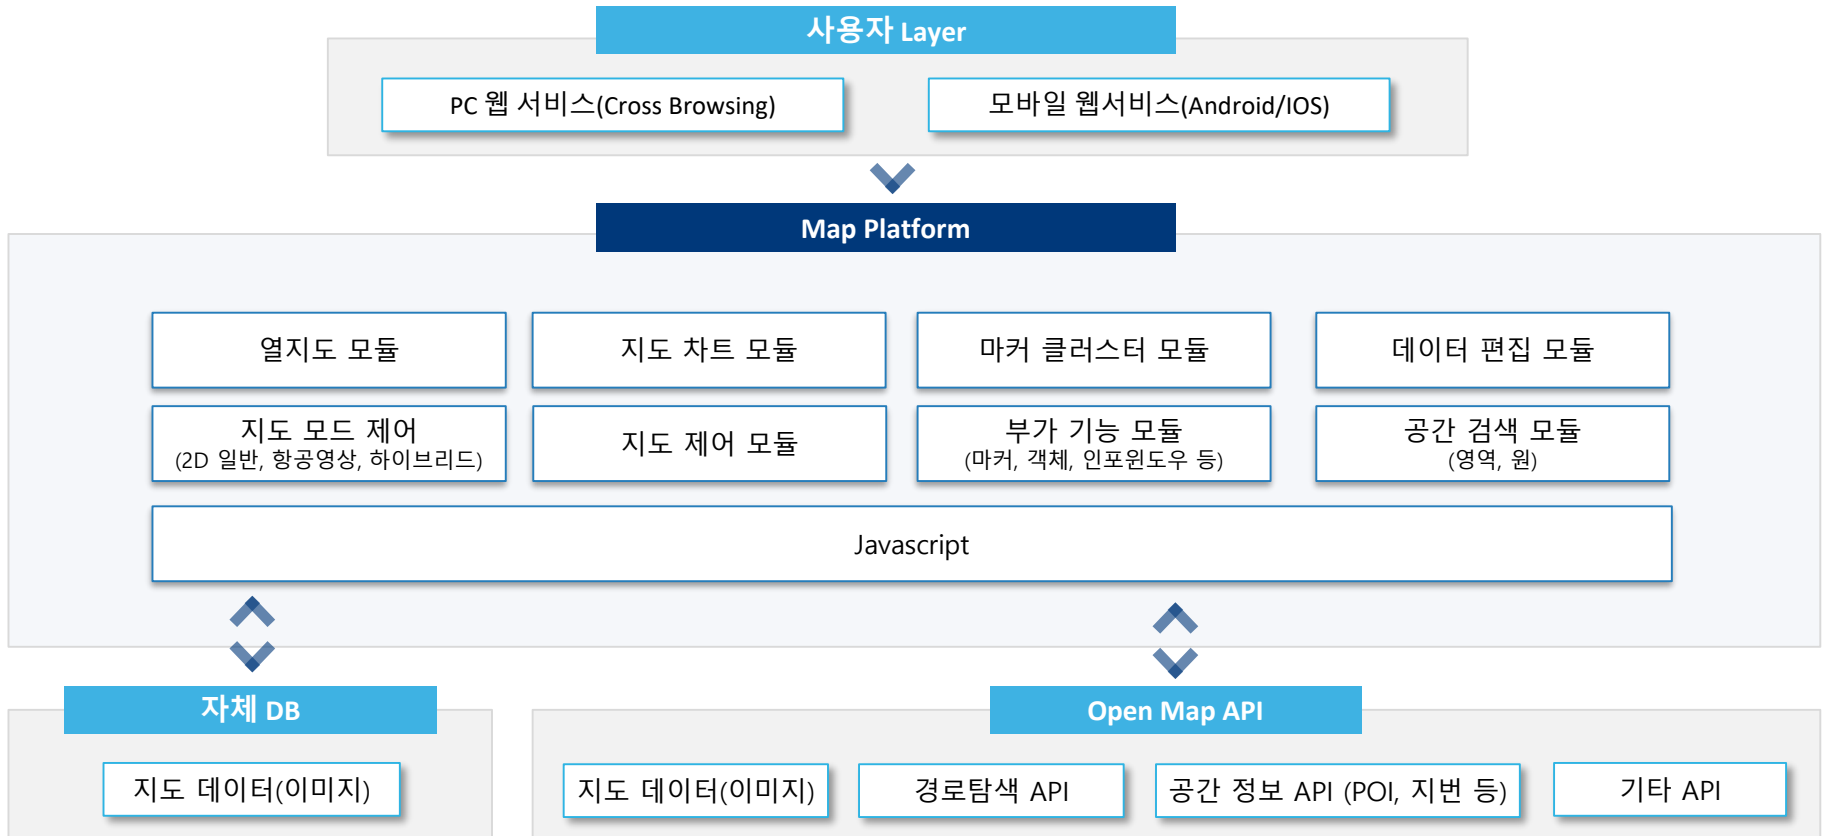 사용자 Layer
PC 웹 서비스(Cross Browsing)
모바일 웹서비스(Android/IOS)
Map Platform
열지도 모듈
지도 차트 모듈
마커 클러스터 모듈
데이터 편집 모듈
지도 모드 제어
(2D 일반, 항공영상, 하이브리드)
지도 제어 모듈
부가 기능 모듈
(마커, 객체, 인포윈도우 등)
공간 검색 모듈
(영역, 원)
Javascript
자체 DB
Open Map API
지도 데이터(이미지)
지도 데이터(이미지)
경로탐색 API
공간 정보 API (POI, 지번 등)
기타 API